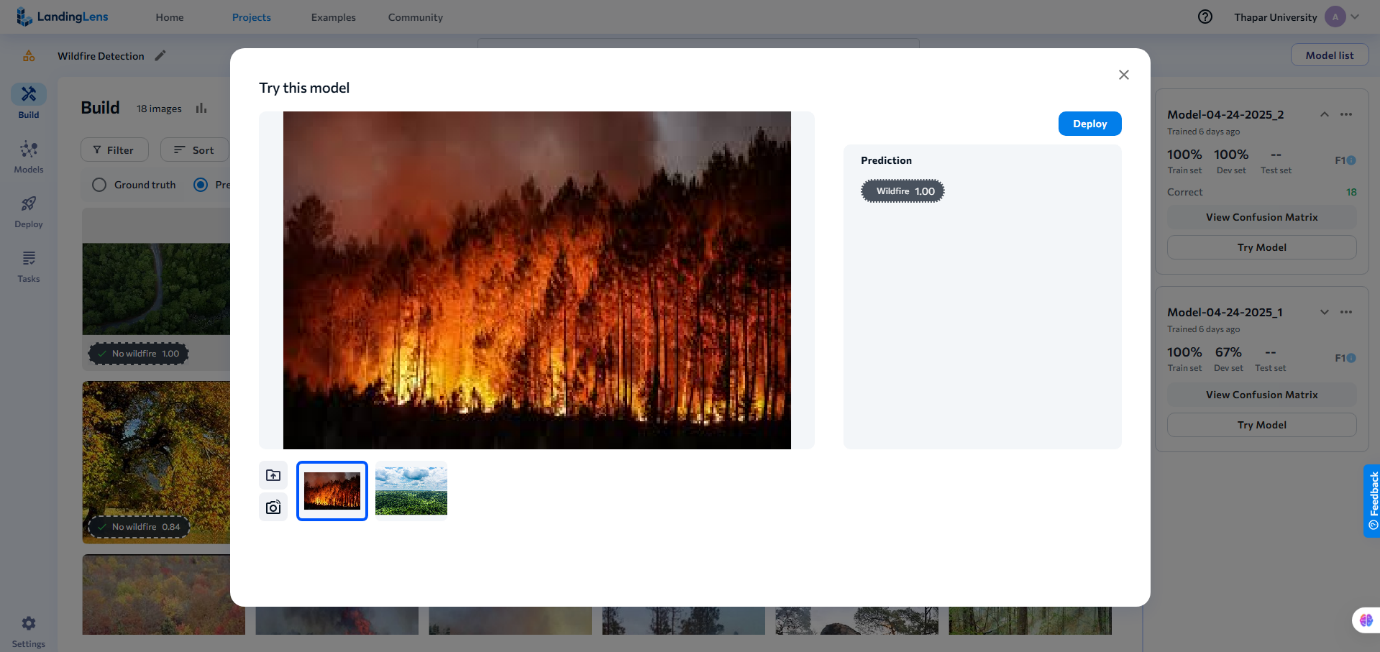 LandingLens
Home
Projects
Examples
Community
Thapar University
A
Wildfire Detection
Model list
Build
Models
Deploy
Tasks
Settings
Build
18 images
Filter
Sort
Ground truth
Pre
No wildfire 1.00
No wildfire 0.84
Try this model
Deploy
Prediction
Wildfire 1.00
Model-04-24-2025_2
Trained 6 days ago
100% 100% --
Train set Dev set Test set
F1
Correct 18
View Confusion Matrix
Try Model
Model-04-24-2025_1
Trained 6 days ago
100% 67% --
Train set Dev set Test set
F1
View Confusion Matrix
Try Model
Feedback